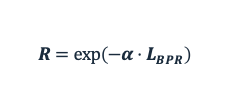 R = exp(−α · L_BPR)